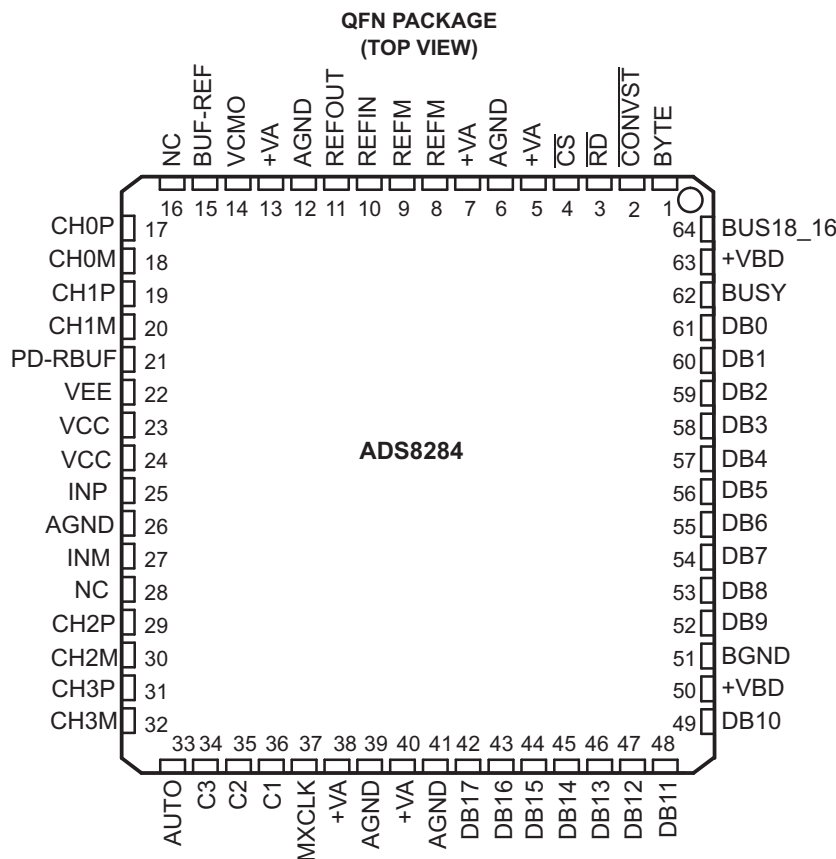 QFN PACKAGE
(TOP VIEW)
NC
BUF-REF
VCMO
+VA
AGND
REFOUT
REFIN
REFM
REFM
+VA
AGND
+VA
CS
RD
CONVST
BYTE
16 15 14 13 12 11 10 9 8 7 6 5 4 3 2 1
CH0P 17
CH0M 18
CH1P 19
CH1M 20
PD-RBUF 21
VEE 22
VCC 23
VCC 24
INP 25
AGND 26
INM 27
NC 28
CH2P 29
CH2M 30
CH3P 31
CH3M 32
ADS8284
64 BUS18_16
63 +VBD
62 BUSY
61 DB0
60 DB1
59 DB2
58 DB3
57 DB4
56 DB5
55 DB6
54 DB7
53 DB8
52 DB9
51 BGND
50 +VBD
49 DB10
33 34 35 36 37 38 39 40 41 42 43 44 45 46 47 48
AUTO
C3
C2
C1
MXCLK
+VA
AGND
+VA
AGND
DB17
DB16
DB15
DB14
DB13
DB12
DB11